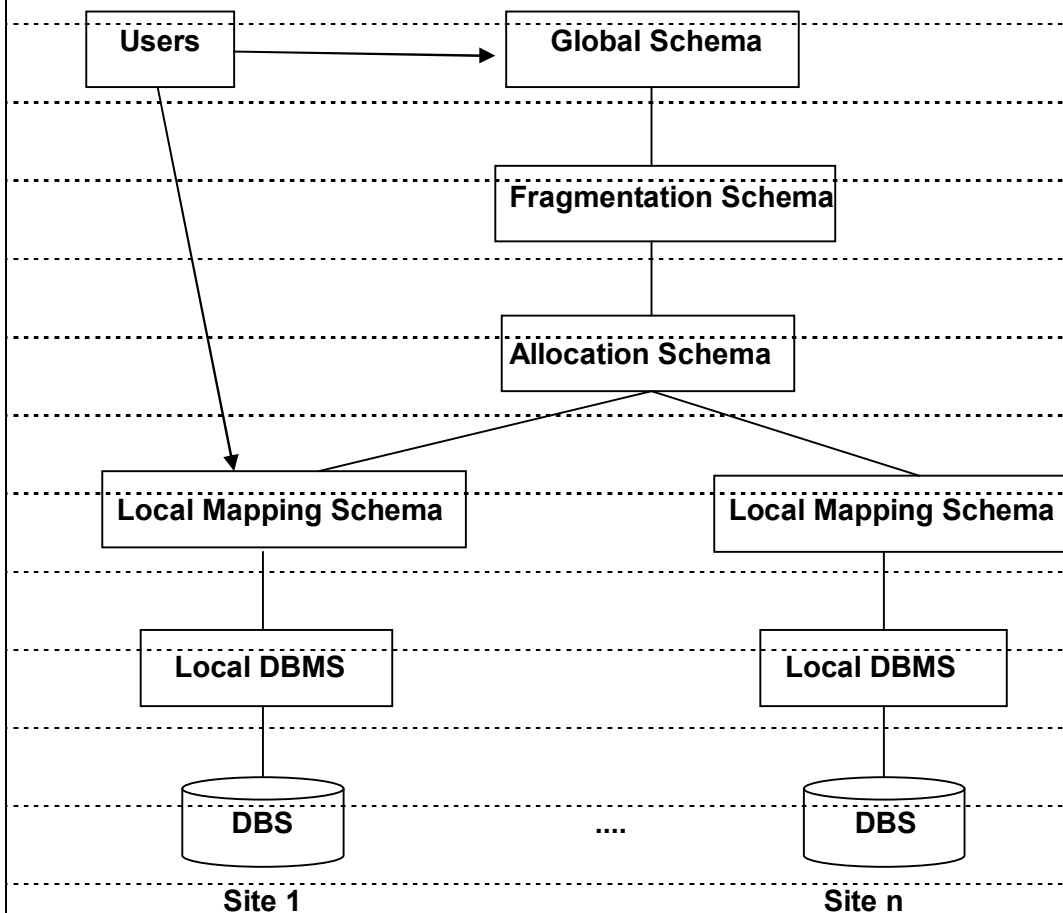 Users
Global Schema
Fragmentation Schema
Allocation Schema
Local Mapping Schema
Local Mapping Schema
Local DBMS
Local DBMS
DBS
....
DBS
Site 1
Site n